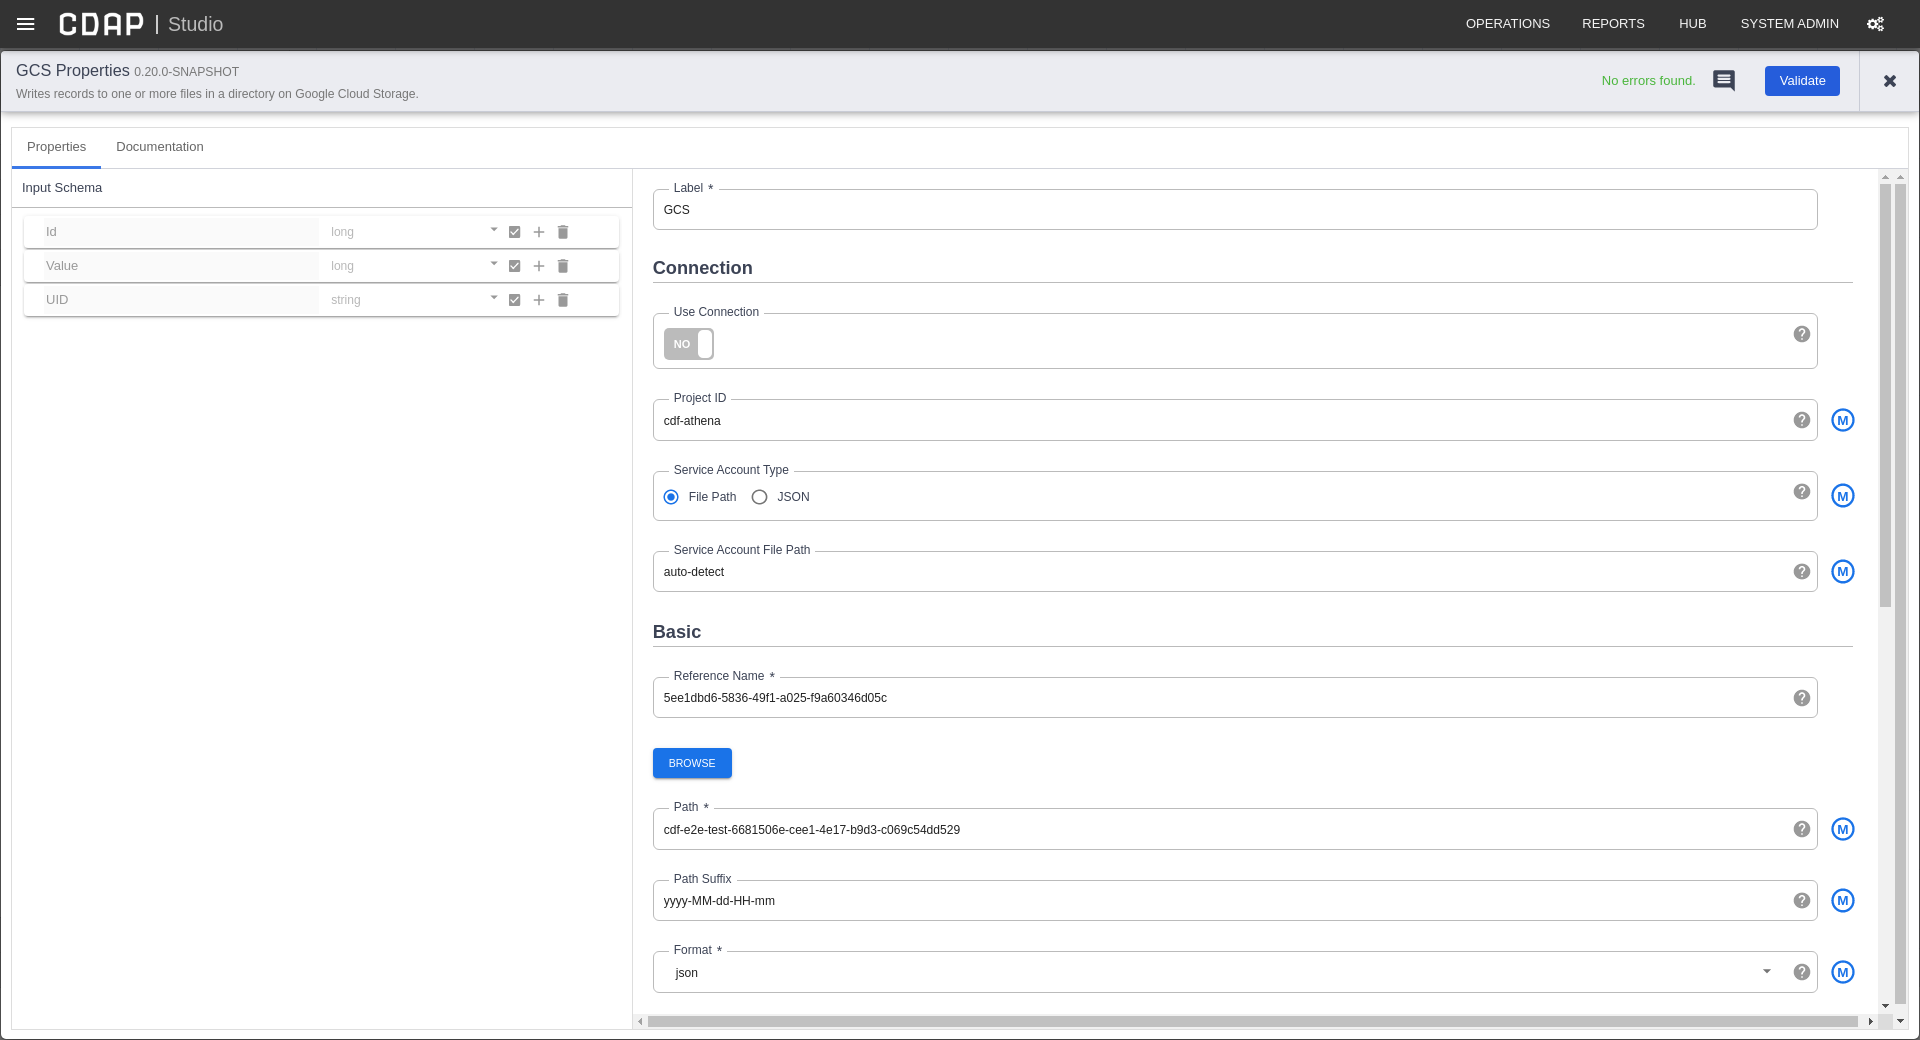 CDAP | Studio
OPERATIONS REPORTS HUB SYSTEM ADMIN
GCS Properties 0.20.0-SNAPSHOT
Writes records to one or more files in a directory on Google Cloud Storage.
No errors found.
Validate
Properties Documentation
Input Schema
Id long
Value long
UID string
Label *
GCS
Connection
Use Connection
NO
Project ID
cdf-athena
M
Service Account Type
File Path JSON
M
Service Account File Path
auto-detect
M
Basic
Reference Name *
5ee1dbd6-5836-49f1-a025-f9a60346d05c
BROWSE
Path *
cdf-e2e-test-6681506e-cee1-4e17-b9d3-c069c54dd529
M
Path Suffix
yyyy-MM-dd-HH-mm
M
Format *
json
M